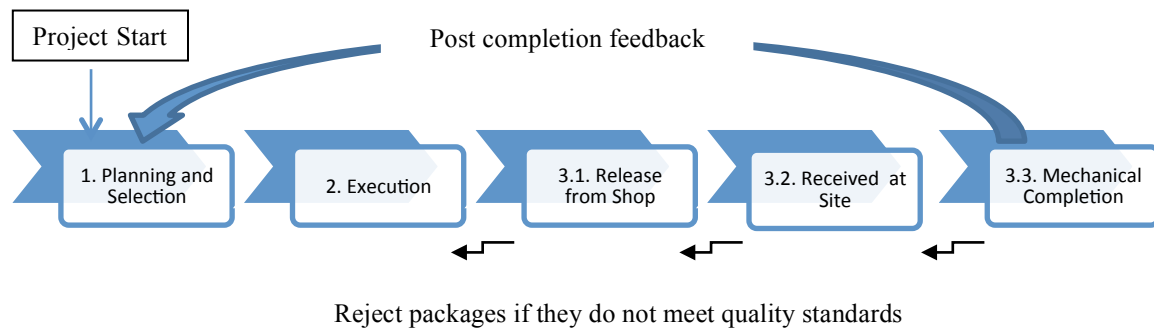 Project Start
Post completion feedback
1. Planning and
Selection
2. Execution
3.1. Release
from Shop
3.2. Received at
Site
3.3. Mechanical
Completion
Reject packages if they do not meet quality standards